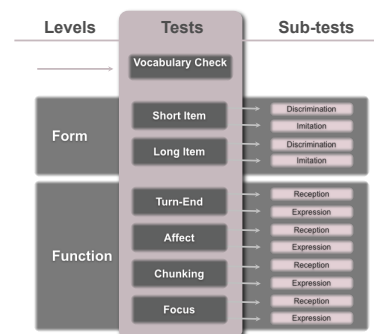 Levels Tests Sub-tests
Vocabulary Check
Form
Short Item
Discrimination
Imitation
Long Item
Discrimination
Imitation
Function
Turn-End
Reception
Expression
Affect
Reception
Expression
Chunking
Reception
Expression
Focus
Reception
Expression